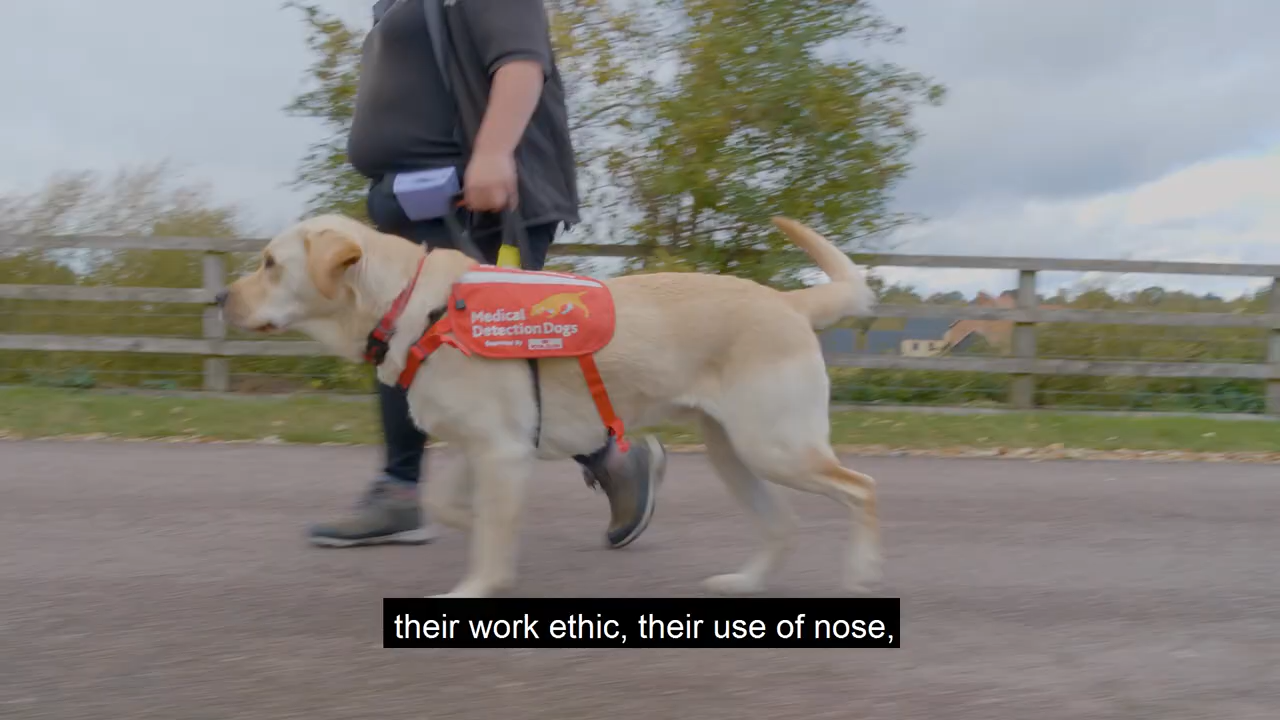 Medical
Detection Dogs
their work ethic, their use of nose,